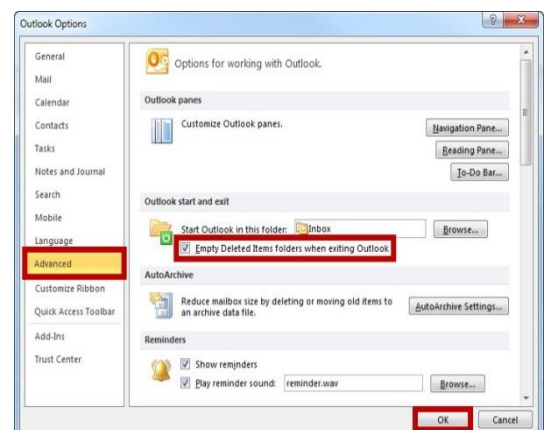 Outlook Options
General
Mail
Calendar
Contacts
Tasks
Notes and Journal
Search
Mobile
Language
Advanced
Customize Ribbon
Quick Access Toolbar
Add-Ins
Trust Center
Options for working with Outlook.
Outlook panes
Customize Outlook panes.
Navigation Pane...
Reading Pane...
To-Do Bar...
Outlook start and exit
Start Outlook in this folder: Inbox Browse...
Empty Deleted Items folders when exiting Outlook
AutoArchive
Reduce mailbox size by deleting or moving old items to
an archive data file.
AutoArchive Settings...
Reminders
Show reminders
Play reminder sound: reminder.wav Browse...
OK Cancel